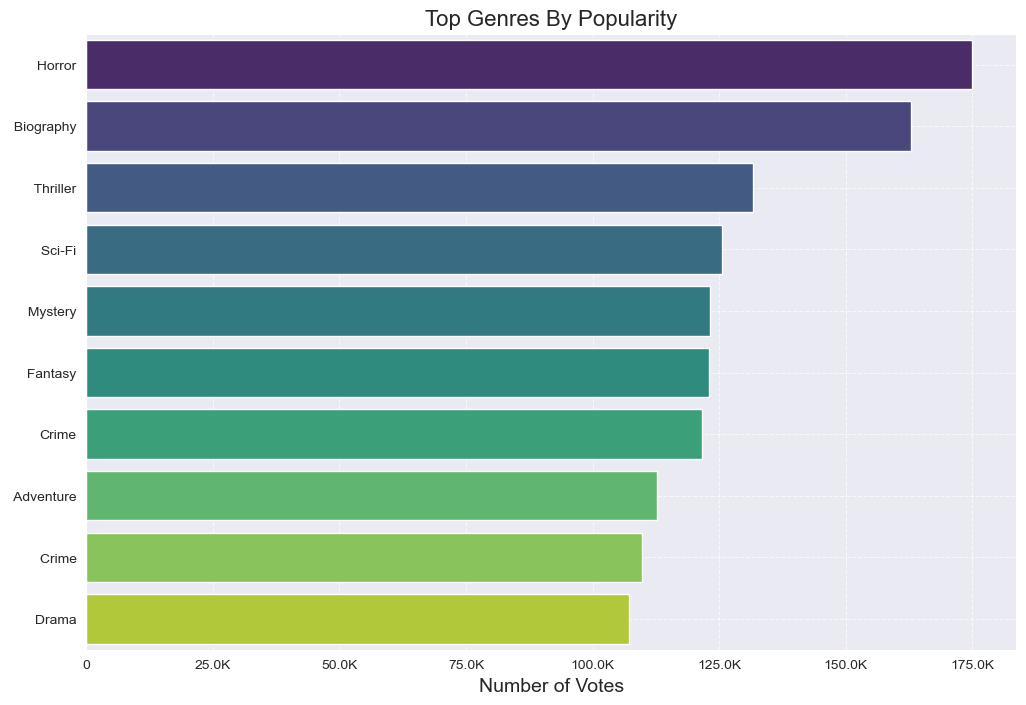 Top Genres By Popularity
Horror
Biography
Thriller
Sci-Fi
Mystery
Fantasy
Crime
Adventure
Crime
Drama
0 25.0K 50.0K 75.0K 100.0K 125.0K 150.0K 175.0K
Number of Votes